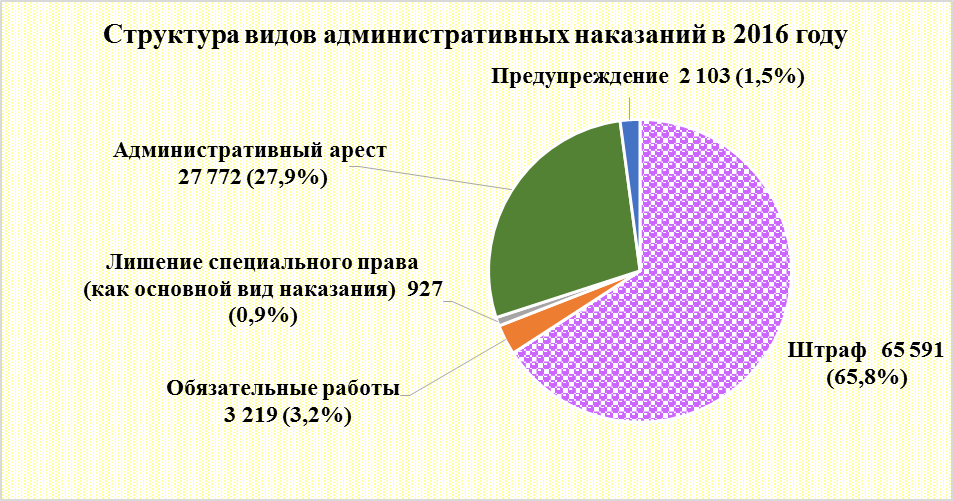 Структура видов административных наказаний в 2016 году
Предупреждение 2 103 (1,5%)
Административный арест
27 772 (27,9%)
Лишение специального права
(как основной вид наказания) 927
(0,9%)
Обязательные работы
3 219 (3,2%)
Штраф 65 591
(65,8%)